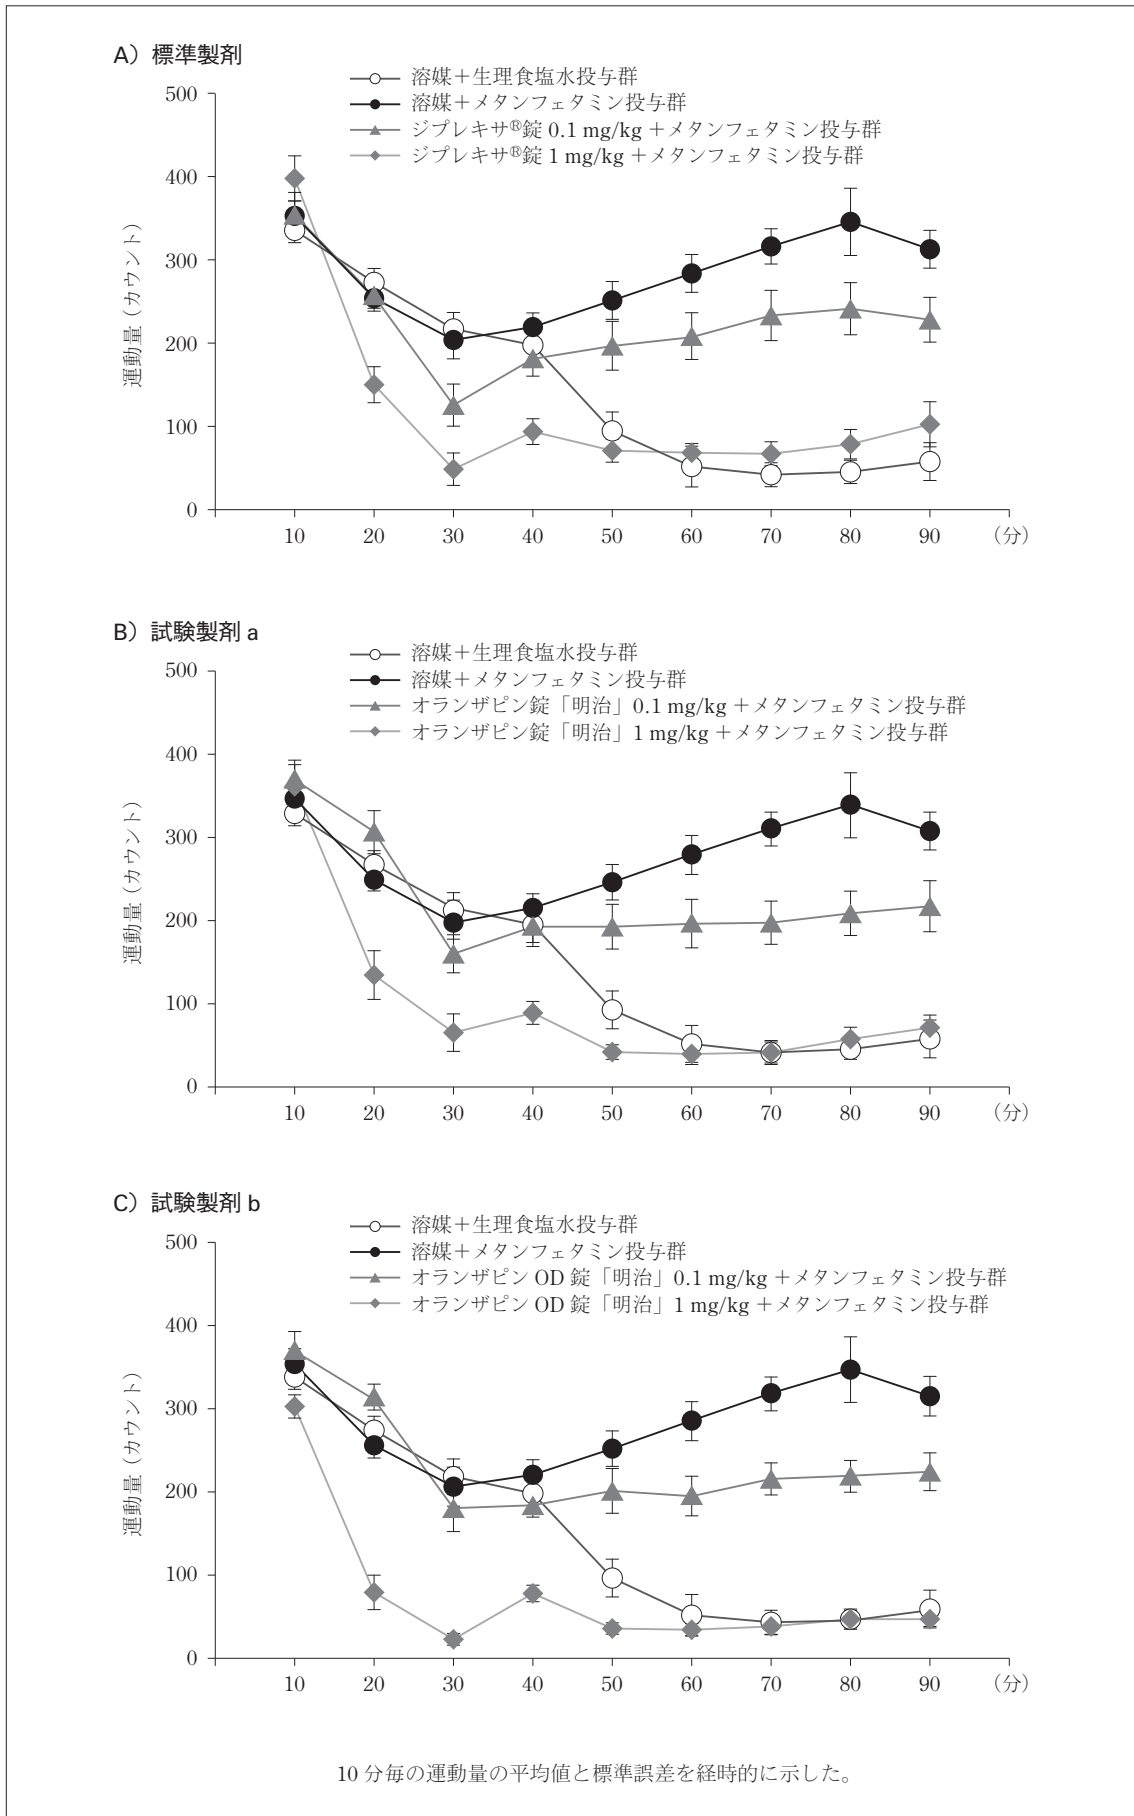 A）標準製剤
溶媒＋生理食塩水投与群
溶媒＋メタンフェタミン投与群
ジプレキサ®錠 0.1 mg/kg ＋メタンフェタミン投与群
ジプレキサ®錠 1 mg/kg ＋メタンフェタミン投与群
500
400
300
200
100
0
運動量（カウント）
10 20 30 40 50 60 70 80 90 （分）
B）試験製剤 a
溶媒＋生理食塩水投与群
溶媒＋メタンフェタミン投与群
オランザピン錠「明治」0.1 mg/kg ＋メタンフェタミン投与群
オランザピン錠「明治」1 mg/kg ＋メタンフェタミン投与群
500
400
300
200
100
0
運動量（カウント）
10 20 30 40 50 60 70 80 90 （分）
C）試験製剤 b
溶媒＋生理食塩水投与群
溶媒＋メタンフェタミン投与群
オランザピン OD 錠「明治」0.1 mg/kg ＋メタンフェタミン投与群
オランザピン OD 錠「明治」1 mg/kg ＋メタンフェタミン投与群
500
400
300
200
100
0
運動量（カウント）
10 20 30 40 50 60 70 80 90 （分）
10 分毎の運動量の平均値と標準誤差を経時的に示した。